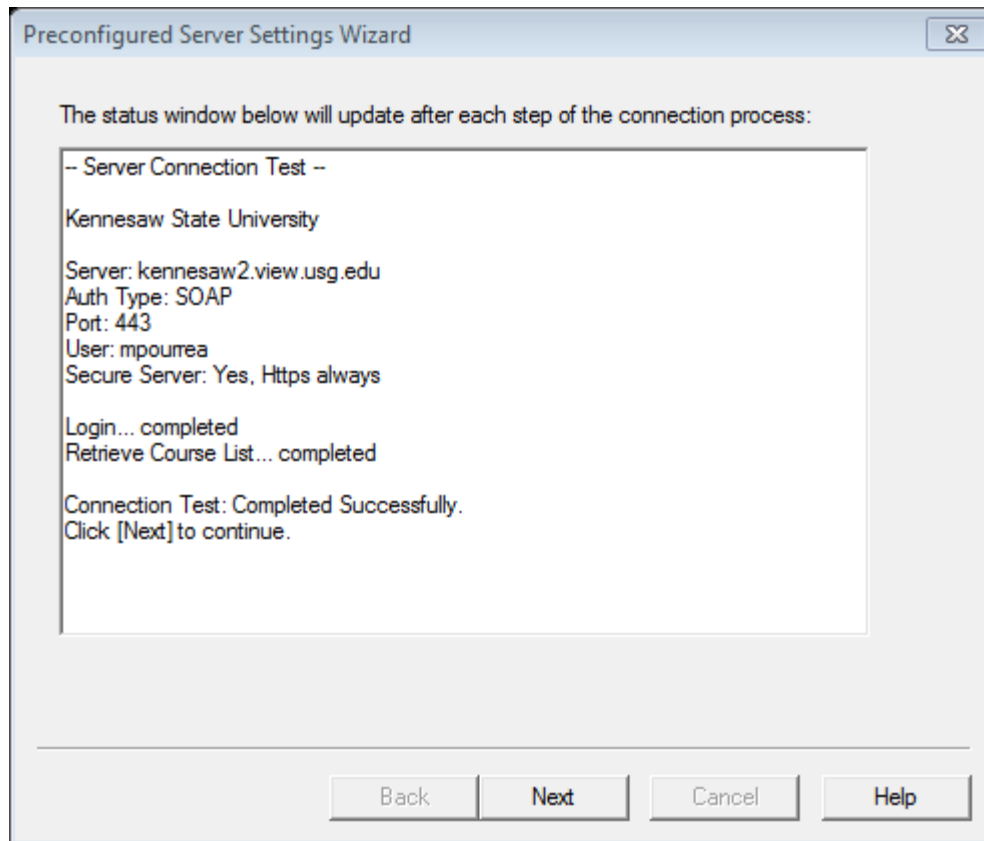 Preconfigured Server Settings Wizard
The status window below will update after each step of the connection process:
-- Server Connection Test --
Kennesaw State University
Server: kennesaw2.view.usg.edu
Auth Type: SOAP
Port: 443
User: mpourrea
Secure Server: Yes, Https always
Login... completed
Retrieve Course List... completed
Connection Test: Completed Successfully.
Click [Next] to continue.
Back Next Cancel Help